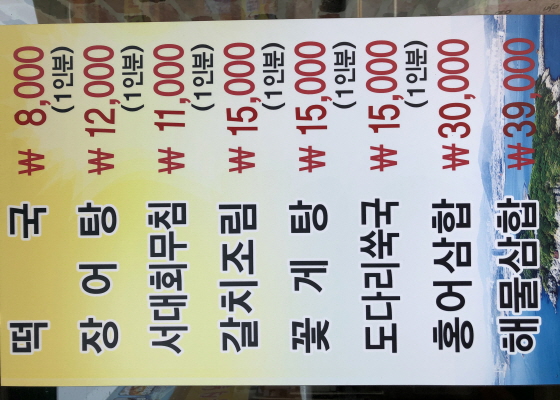 떡 국 ₩ 8,000
(1인분)
장 어 탕 ₩ 12,000
(1인분)
서대회무침 ₩ 11,000
(1인분)
갈치조림 ₩ 15,000
(1인분)
꽃 게 탕 ₩ 15,000
(1인분)
도다리쑥국 ₩ 15,000
(1인분)
홍어삼합 ₩ 30,000
해물삼합 ₩ 39,000